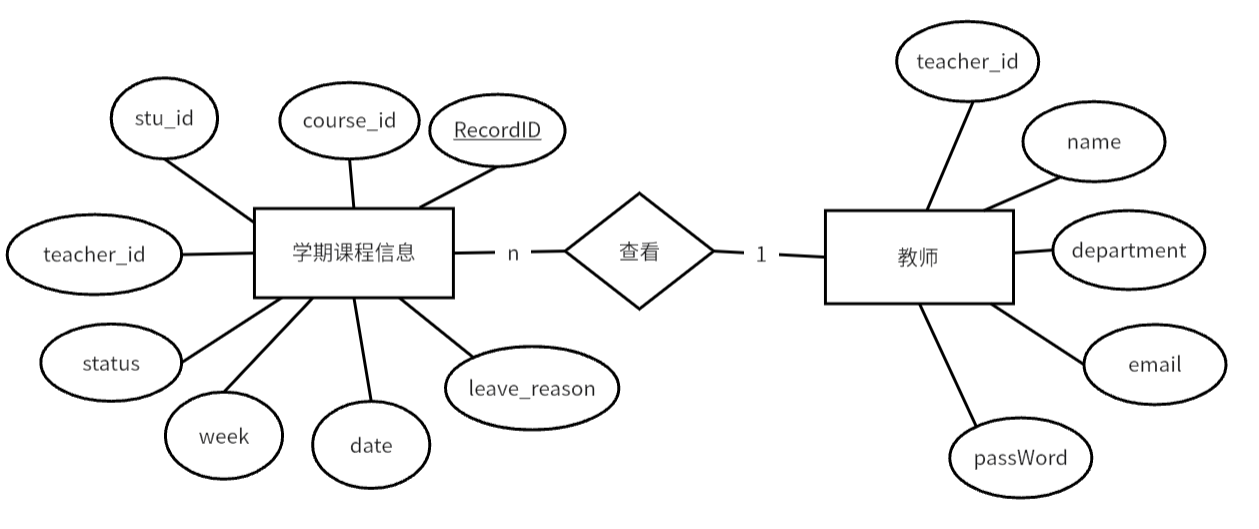 teacher_id
stu_id
course_id
RecordID
name
teacher_id
学期课程信息
n
查看
1
教师
department
status
leave_reason
email
week
date
passWord